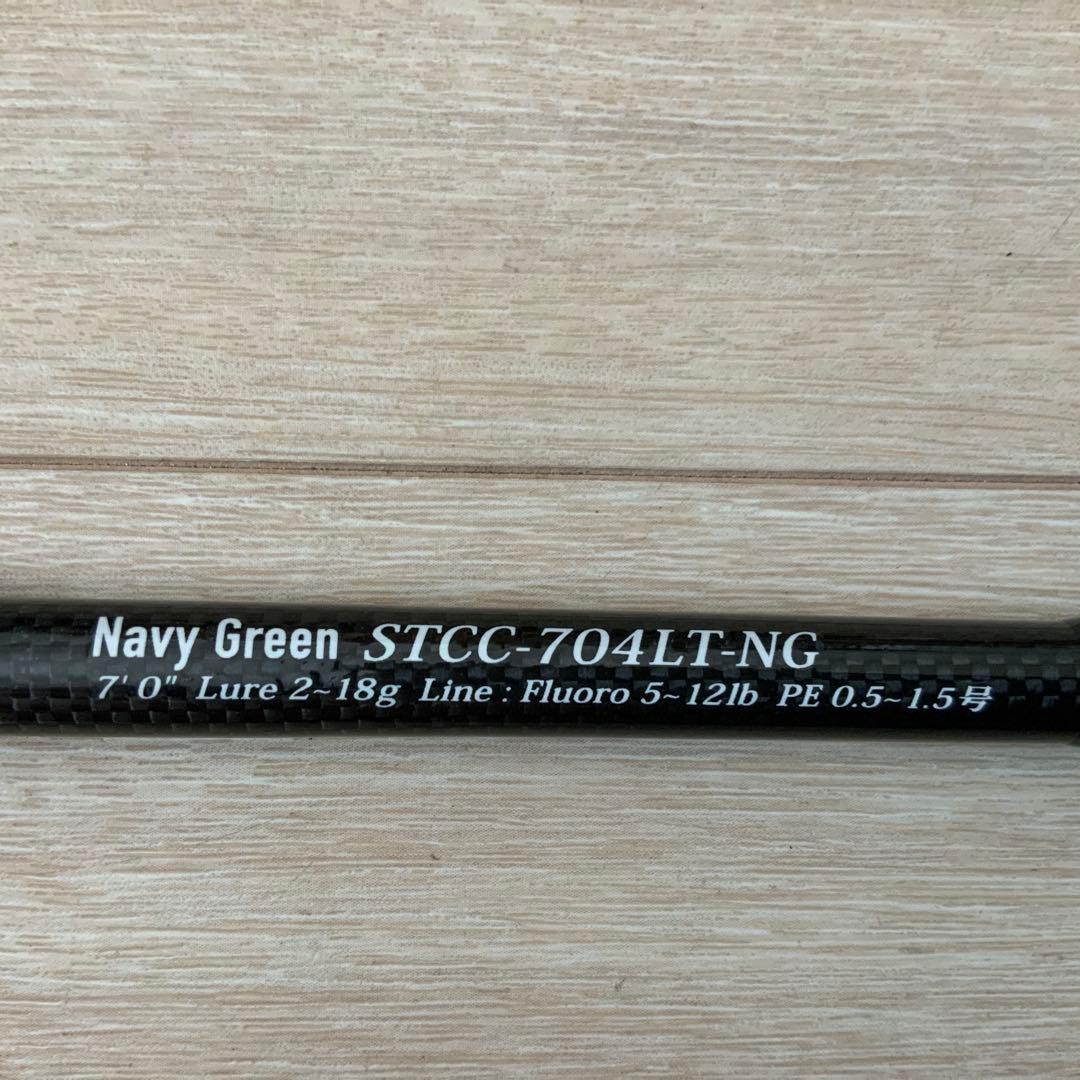 Navy Green STCC-704LT-NG
7' 0" Lure 2~18g Line : Fluoro 5~12lb PE 0.5~1.5号